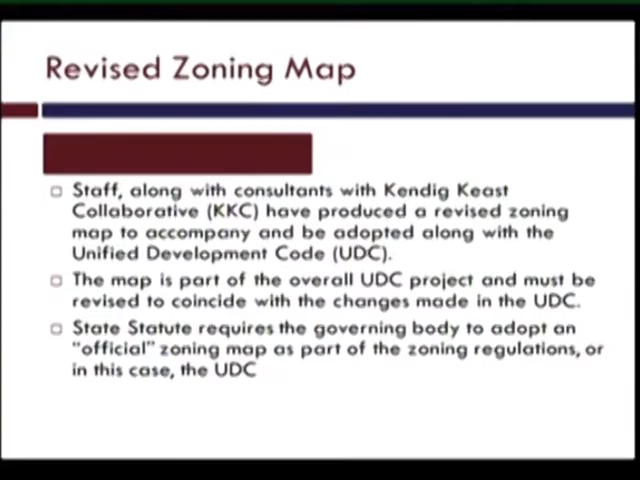 Revised Zoning Map
Staff, along with consultants with Kendig Keast
Collaborative (KKC) have produced a revised zoning
map to accompany and be adopted along with the
Unified Development Code (UDC).
The map is part of the overall UDC project and must be
revised to coincide with the changes made in the UDC.
State Statute requires the governing body to adopt an
"official" zoning map as part of the zoning regulations, or
in this case, the UDC